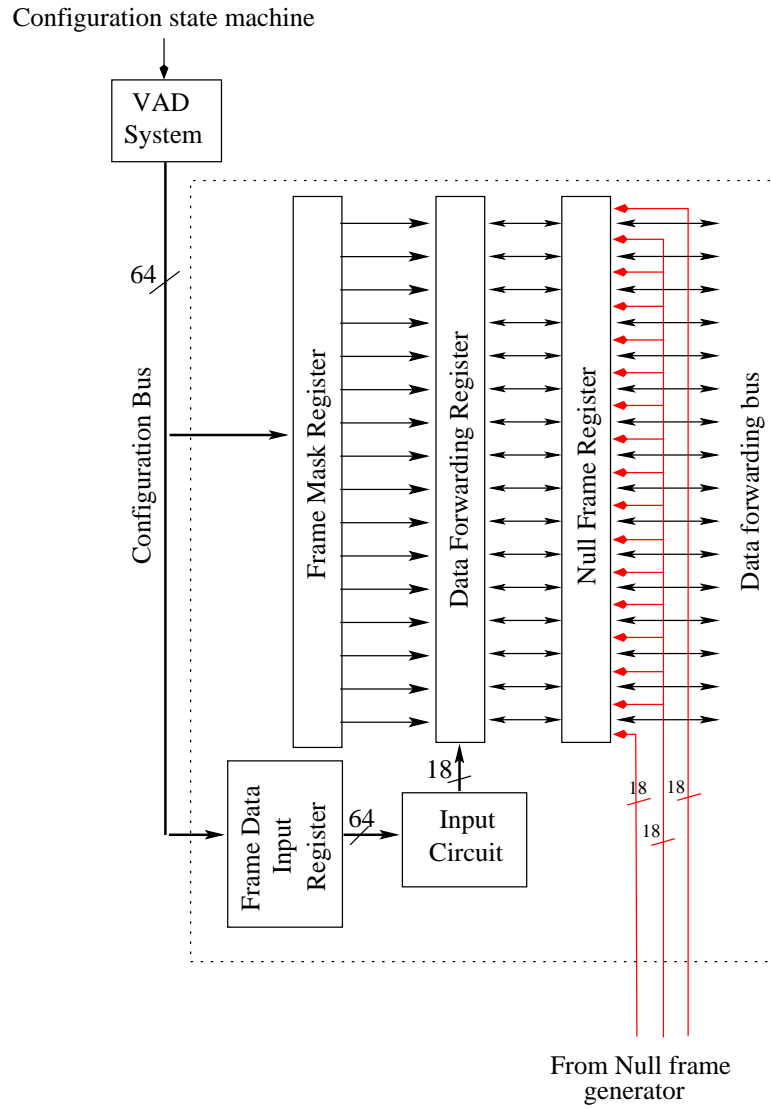 Configuration state machine
VAD
System
64
Configuration Bus
Frame Mask Register
Data Forwarding Register
Null Frame Register
Data forwarding bus
18
Frame Data
Input
Register
64
Input
Circuit
18
18
18
From Null frame
generator